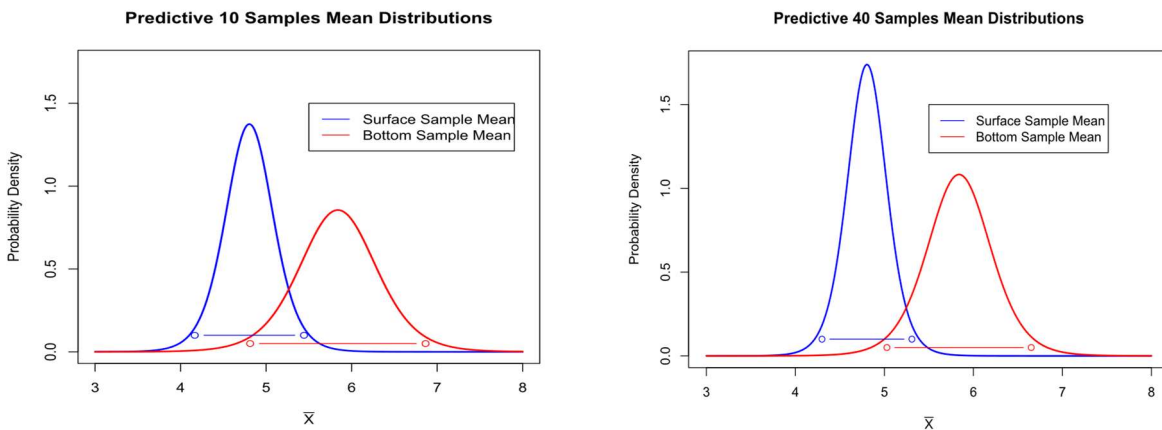 Predictive 10 Samples Mean Distributions
Probability Density
1.5
1.0
0.5
0.0
Surface Sample Mean
Bottom Sample Mean
3 4 5 6 7 8
X̄
Predictive 40 Samples Mean Distributions
Probability Density
1.5
1.0
0.5
0.0
Surface Sample Mean
Bottom Sample Mean
3 4 5 6 7 8
X̄